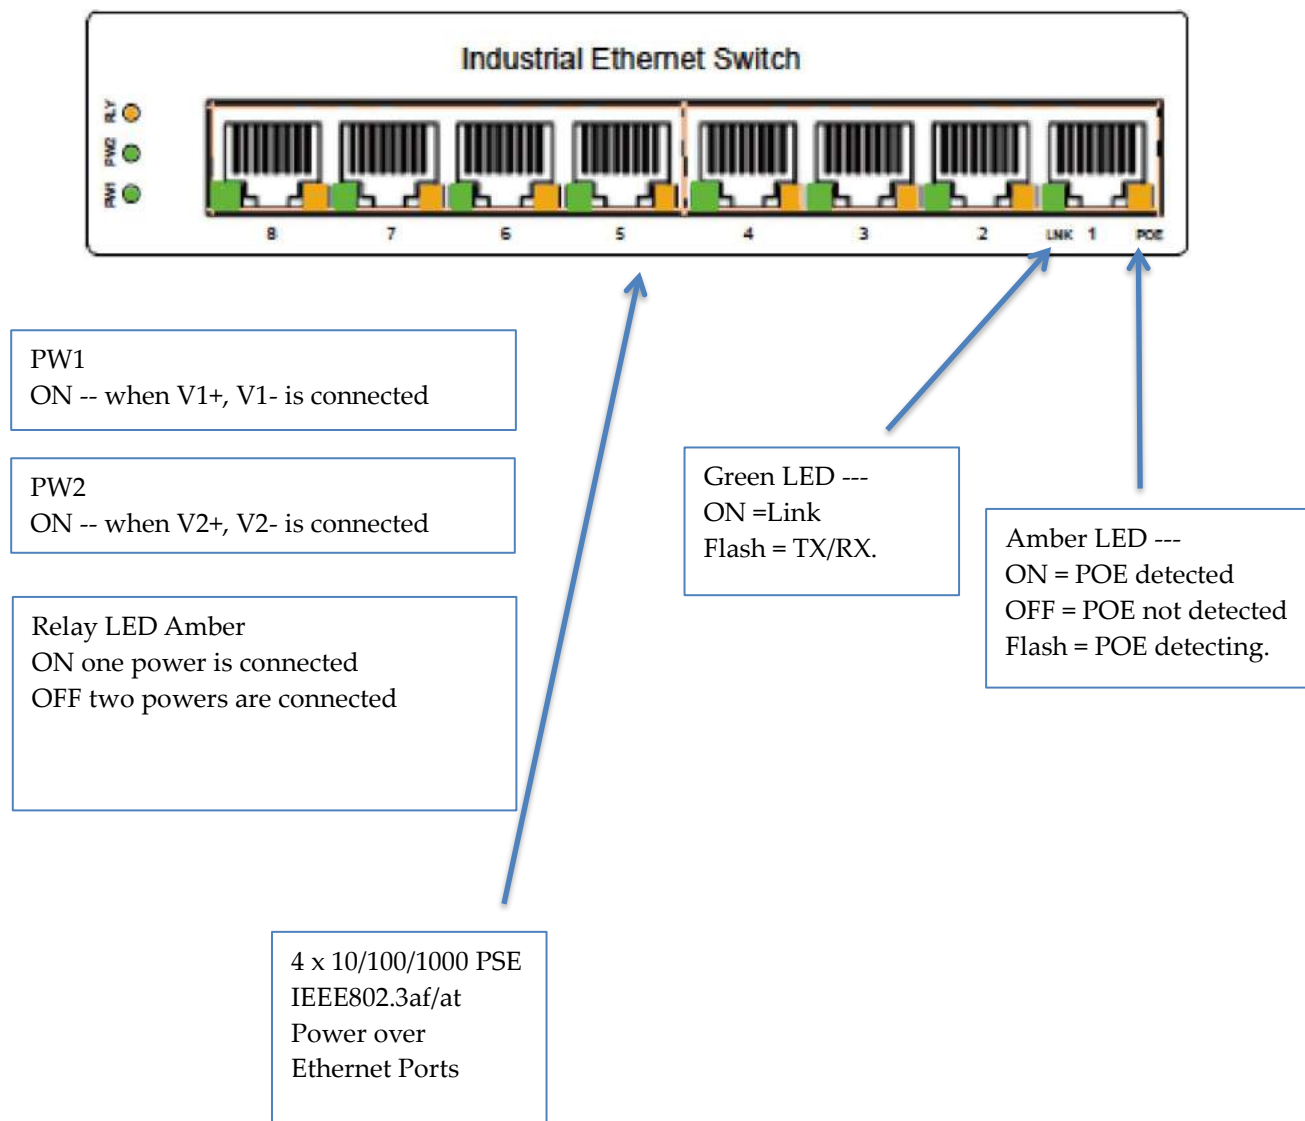 Industrial Ethernet Switch
RLY
PW2
PW1
8 7 6 5 4 3 2 LNK 1 POE
PW1
ON -- when V1+, V1- is connected
PW2
ON -- when V2+, V2- is connected
Relay LED Amber
ON one power is connected
OFF two powers are connected
Green LED ---
ON =Link
Flash = TX/RX.
Amber LED ---
ON = POE detected
OFF = POE not detected
Flash = POE detecting.
4 x 10/100/1000 PSE
IEEE802.3af/at
Power over
Ethernet Ports